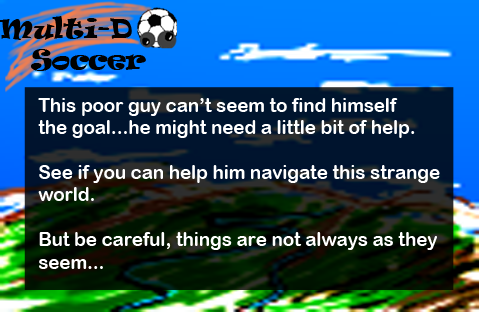 Multi-D
Soccer
This poor guy can't seem to find himself
the goal...he might need a little bit of help.
See if you can help him navigate this strange
world.
But be careful, things are not always as they
seem...